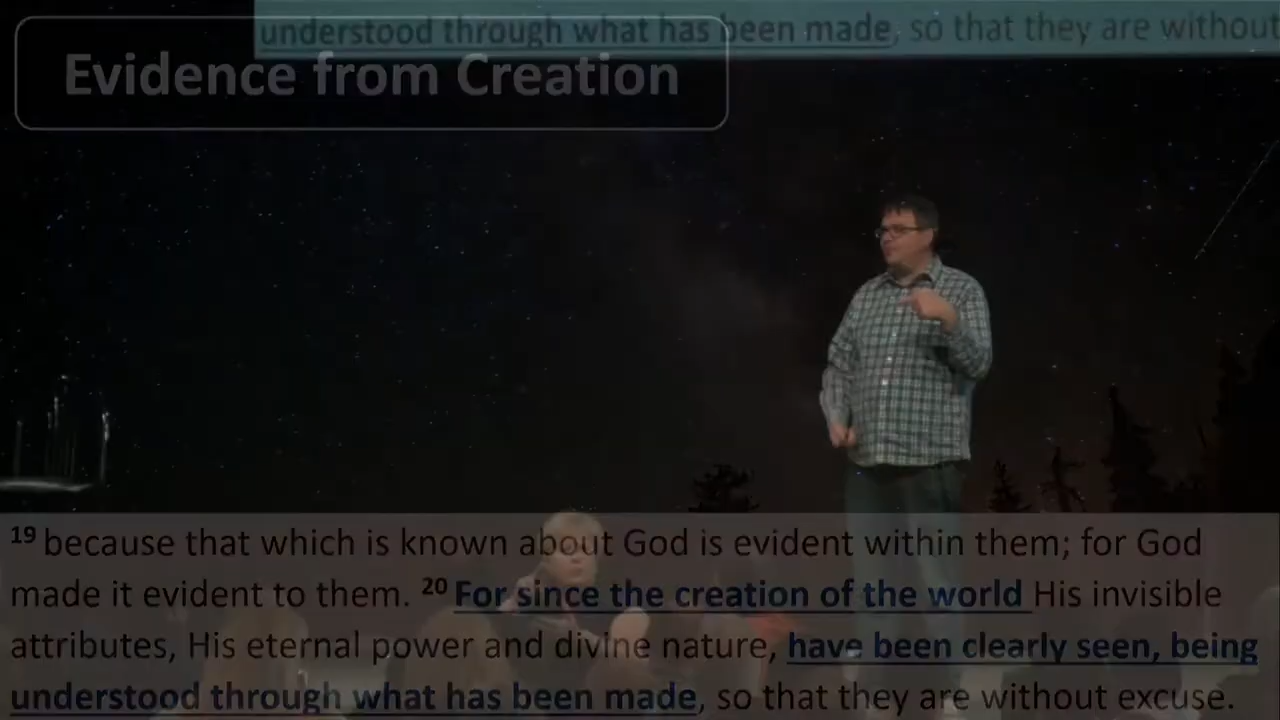 understood through what has been made, so that they are without
Evidence from Creation
19 because that which is known about God is evident within them; for God
made it evident to them. 20 For since the creation of the world His invisible
attributes, His eternal power and divine nature, have been clearly seen, being
understood through what has been made, so that they are without excuse.